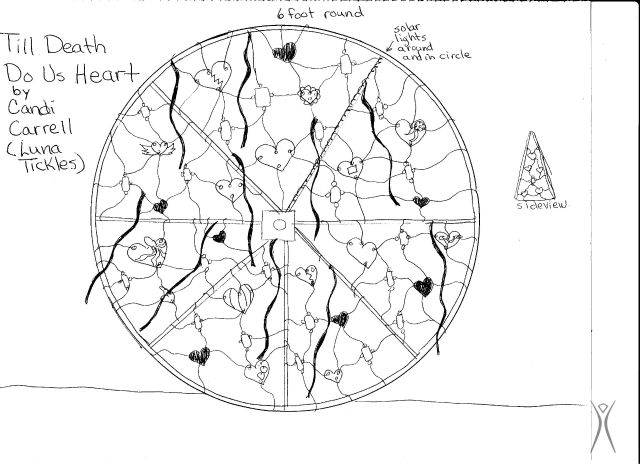 6 foot round
Till Death
Do Us Heart
by
Candi
Carrell
(Luna
Tickles)
solar
lights
around
and in circle
sideview